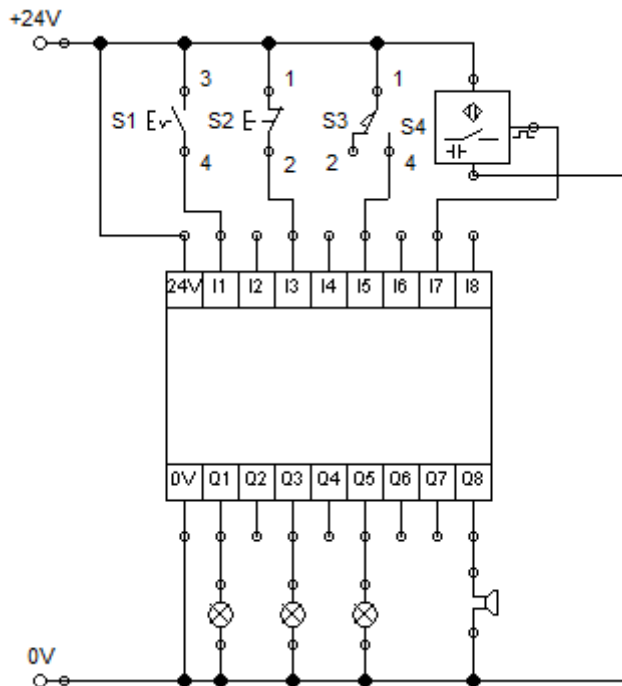 +24V
3 1 1
S1 S2 S3 S4
4 2 2 4
24V I1 I2 I3 I4 I5 I6 I7 I8
0V Q1 Q2 Q3 Q4 Q5 Q6 Q7 Q8
0V